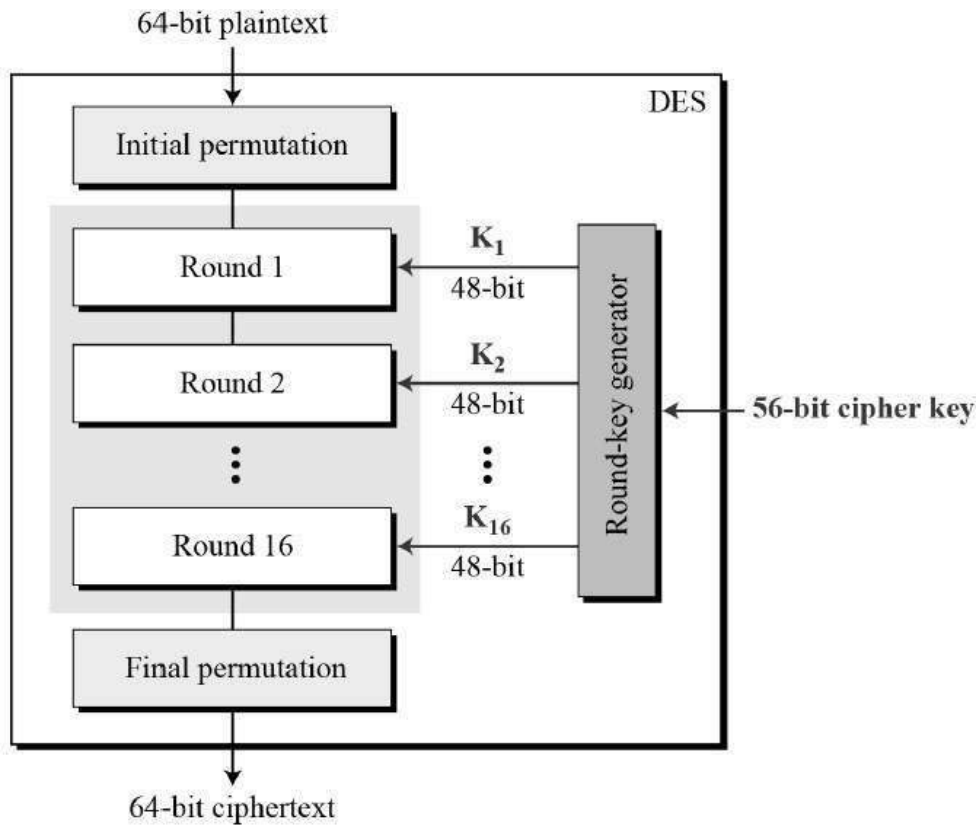 64-bit plaintext
DES
Initial permutation
Round 1
K1
48-bit
Round 2
K2
48-bit
Round 16
K16
48-bit
Round-key generator
56-bit cipher key
Final permutation
64-bit ciphertext